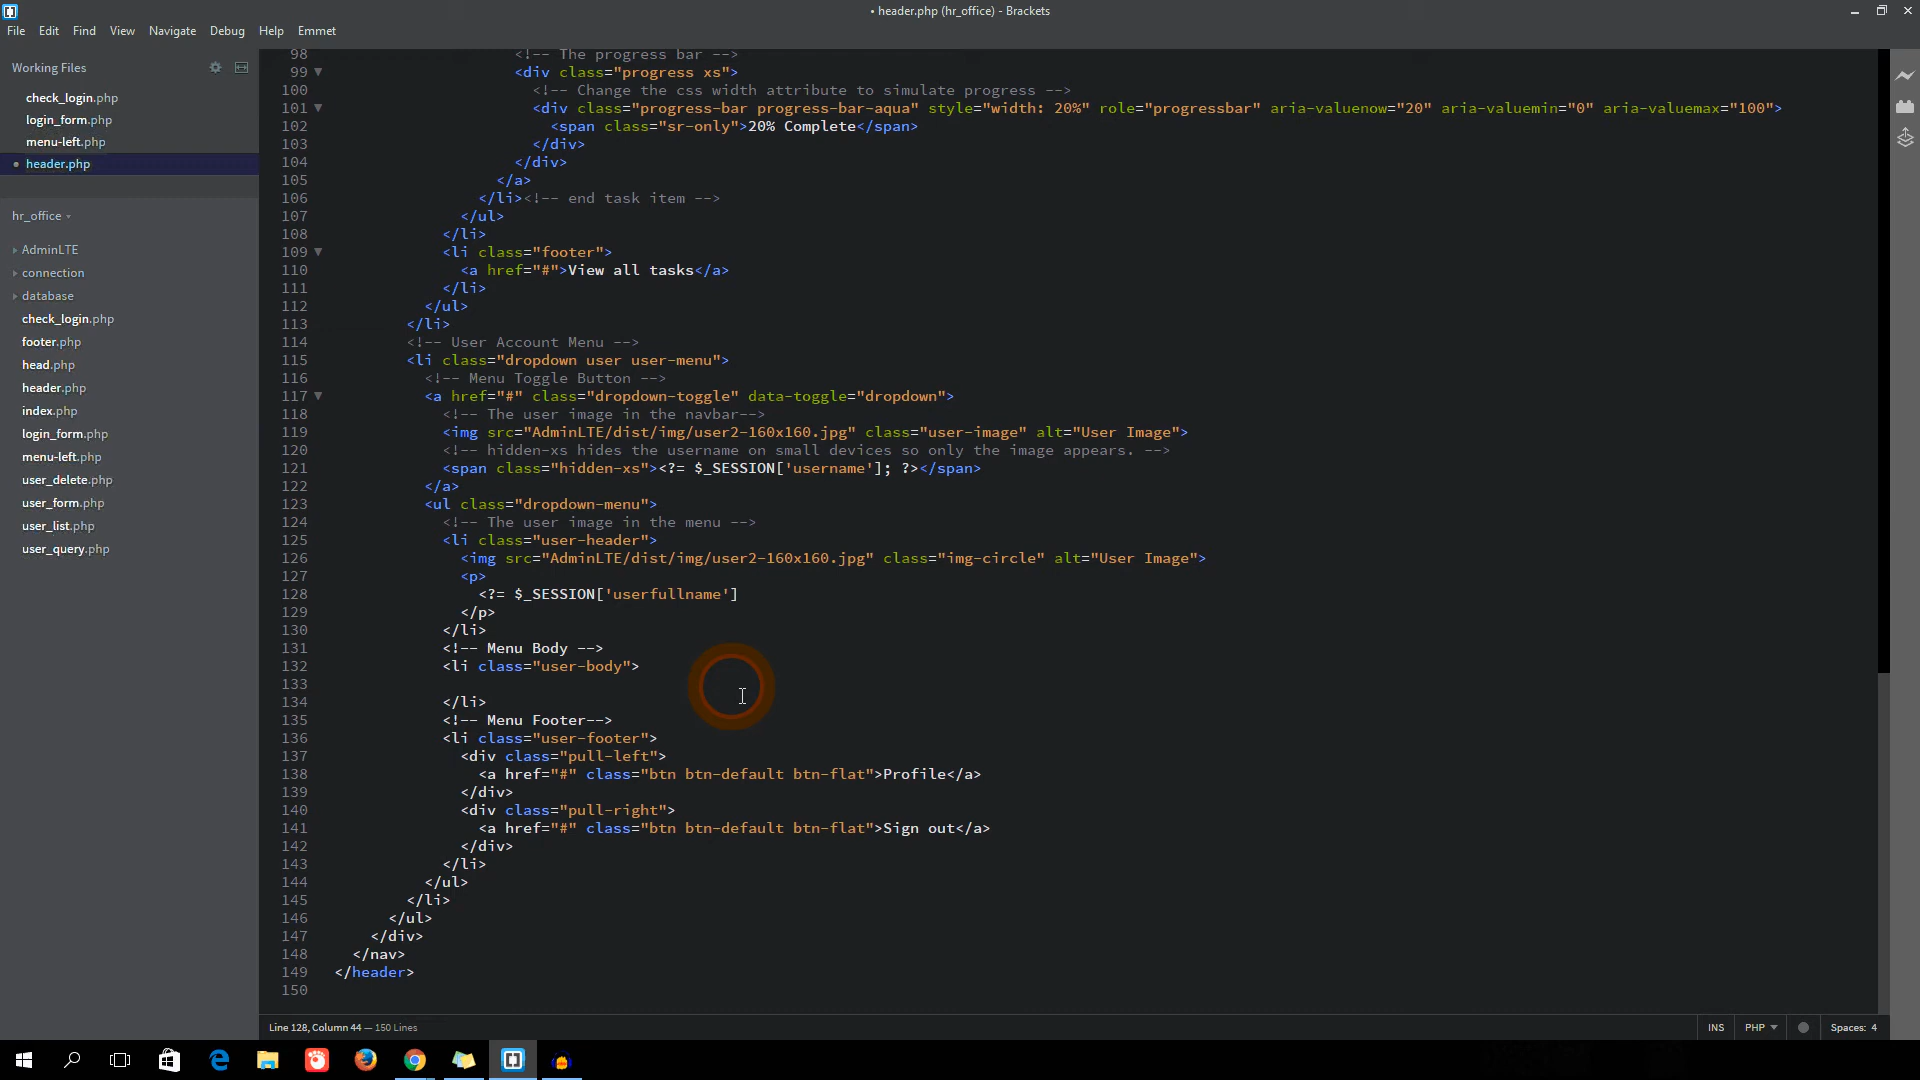 • header.php (hr_office) - Brackets
File Edit Find View Navigate Debug Help Emmet
Working Files
check_login.php
login_form.php
menu-left.php
header.php
hr_office
AdminLTE
connection
database
check_login.php
footer.php
head.php
header.php
index.php
login_form.php
menu-left.php
user_delete.php
user_form.php
user_list.php
user_query.php
98 <!-- The progress bar -->
99 <div class="progress xs">
100 <!-- Change the css width attribute to simulate progress -->
101 <div class="progress-bar progress-bar-aqua" style="width: 20%" role="progressbar" aria-valuenow="20" aria-valuemin="0" aria-valuemax="100">
102 <span class="sr-only">20% Complete</span>
103 </div>
104 </div>
105 </a>
106 </li><!-- end task item -->
107 </ul>
108 </li>
109 <li class="footer">
110 <a href="#">View all tasks</a>
111 </li>
112 </ul>
113 </li>
114 <!-- User Account Menu -->
115 <li class="dropdown user user-menu">
116 <!-- Menu Toggle Button -->
117 <a href="#" class="dropdown-toggle" data-toggle="dropdown">
118 <!-- The user image in the navbar-->
119 <img src="AdminLTE/dist/img/user2-160x160.jpg" class="user-image" alt="User Image">
120 <!-- hidden-xs hides the username on small devices so only the image appears. -->
121 <span class="hidden-xs"><?= $_SESSION['username']; ?></span>
122 </a>
123 <ul class="dropdown-menu">
124 <!-- The user image in the menu -->
125 <li class="user-header">
126 <img src="AdminLTE/dist/img/user2-160x160.jpg" class="img-circle" alt="User Image">
127 <p>
128 <?= $_SESSION['userfullname']
129 </p>
130 </li>
131 <!-- Menu Body -->
132 <li class="user-body">
133
134 </li>
135 <!-- Menu Footer-->
136 <li class="user-footer">
137 <div class="pull-left">
138 <a href="#" class="btn btn-default btn-flat">Profile</a>
139 </div>
140 <div class="pull-right">
141 <a href="#" class="btn btn-default btn-flat">Sign out</a>
142 </div>
143 </li>
144 </ul>
145 </li>
146 </ul>
147 </div>
148 </nav>
149 </header>
150
Line 128, Column 44 — 150 Lines
INS PHP Spaces: 4